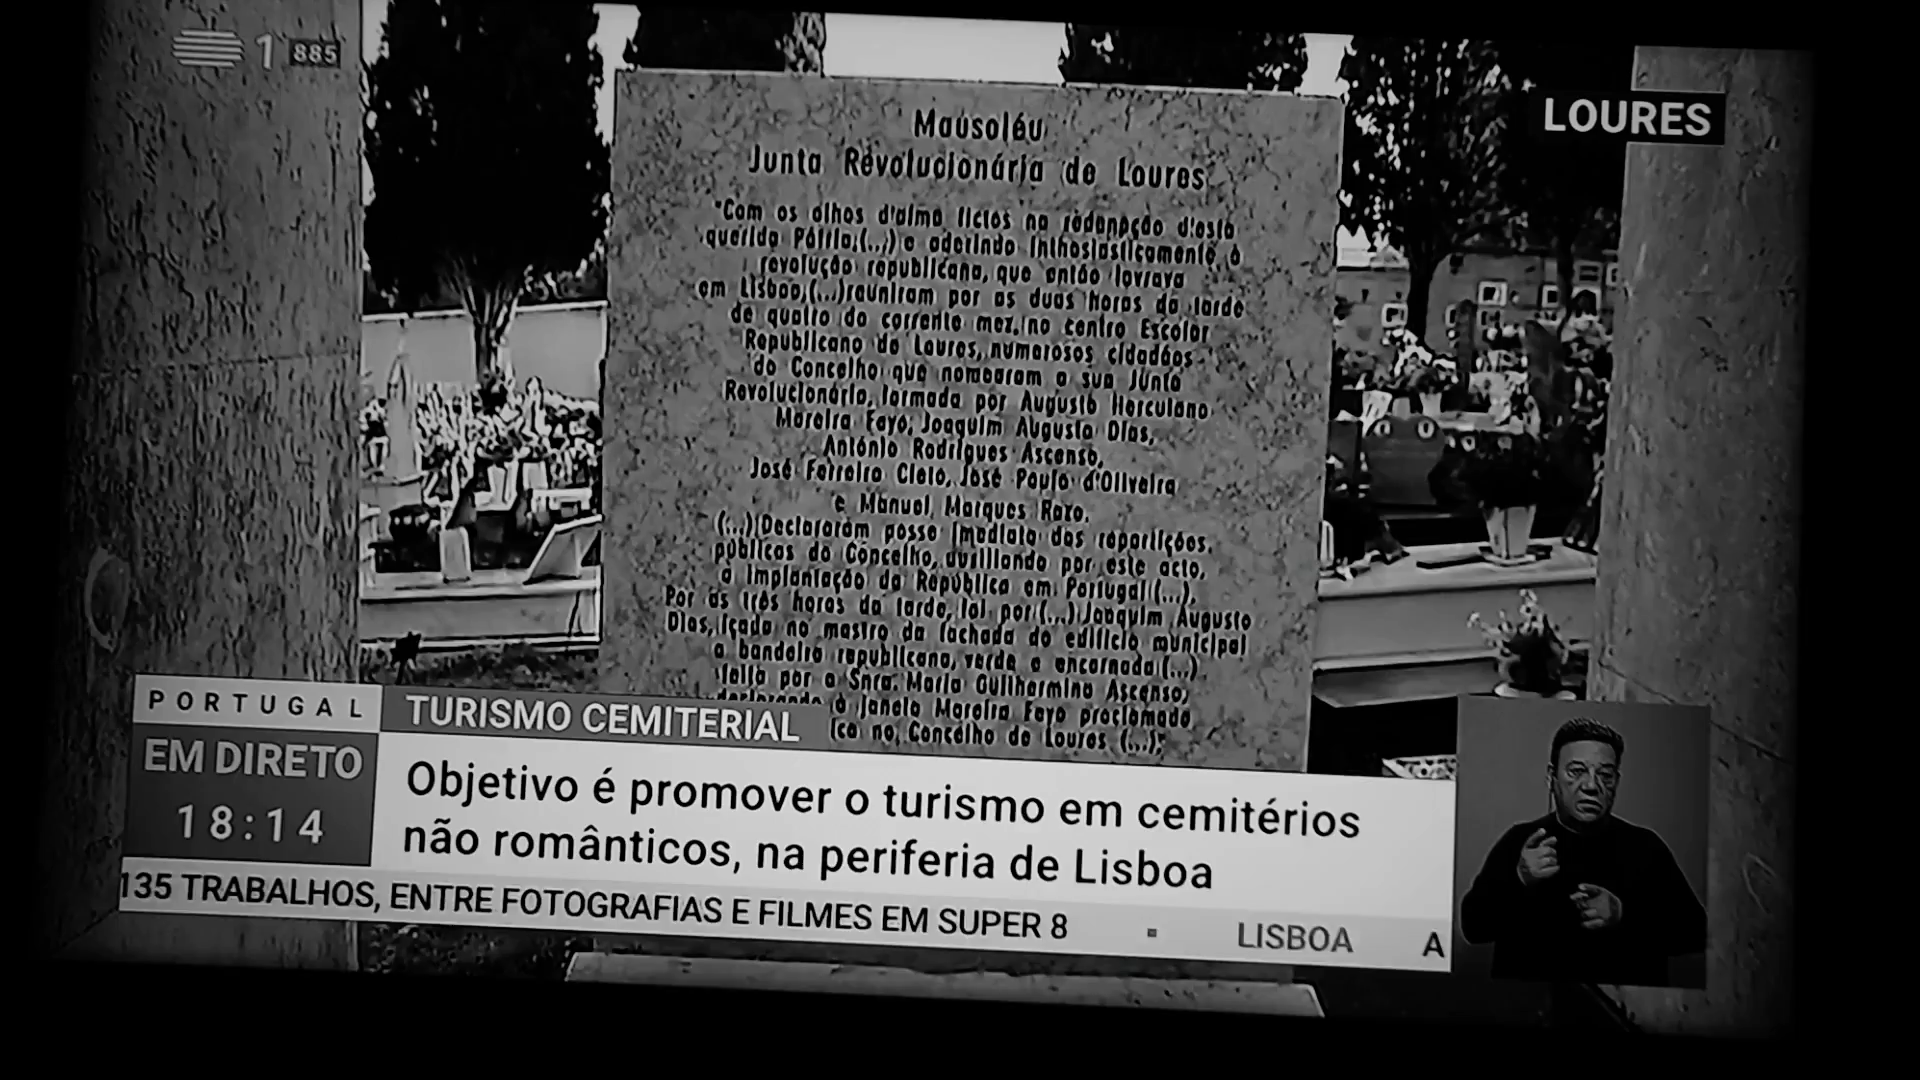 1 885
LOURES
Mausoléu
Junta Revolucionária de Loures
"Com os olhos d'alma fictos na redempção d'esta
querida Pátria,(...) e aderindo inthosiasticamente à
revolução republicana, que então lavrava
em Lisboa,(...)reuniram por as duas horas da tarde
de quatro do corrente mez, no centro Escolar
Republicano de Loures, numerosos cidadãos
do Concelho que nomearam a sua Junta
Revolucionária, formada por Augusto Herculano
Moreira Feyo, Joaquim Augusto Dias,
António Rodrigues Ascenso,
José Ferreira Cleto, José Paulo d'Oliveira
e Manuel Marques Razo.
(...)Declararam posse imediata das repartições
públicas do Concelho, auxiliando por este acto,
a implantação da República em Portugal(...),
Por as três horas da tarde, foi por(...)Joaquim Augusto
Dias, içada no mastro da fachada do edifício municipal
a bandeira republicana, verde e encarnada(...)
feita por a Snra. Maria Guilhermina Ascenso,
declarando à janela Moreira Feyo proclamada
no Concelho de Loures (...)"
PORTUGAL
TURISMO CEMITERIAL
EM DIRETO
18:14
Objetivo é promover o turismo em cemitérios
não românticos, na periferia de Lisboa
135 TRABALHOS, ENTRE FOTOGRAFIAS E FILMES EM SUPER 8 ▪ LISBOA A